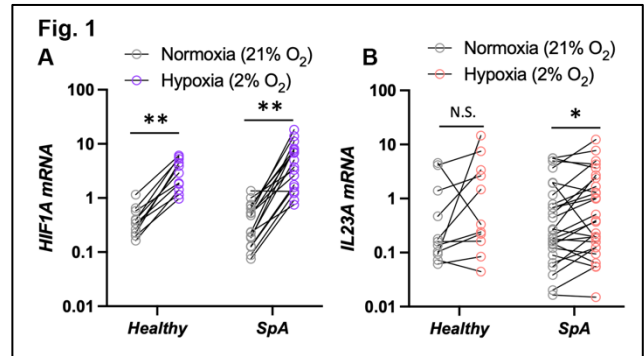 Fig. 1
A
Normoxia (21% O₂)
Hypoxia (2% O₂)
**
**
100
10
1
0.1
0.01
HIF1A mRNA
Healthy
SpA
B
Normoxia (21% O₂)
Hypoxia (2% O₂)
N.S.
*
100
10
1
0.1
0.01
IL23A mRNA
Healthy
SpA